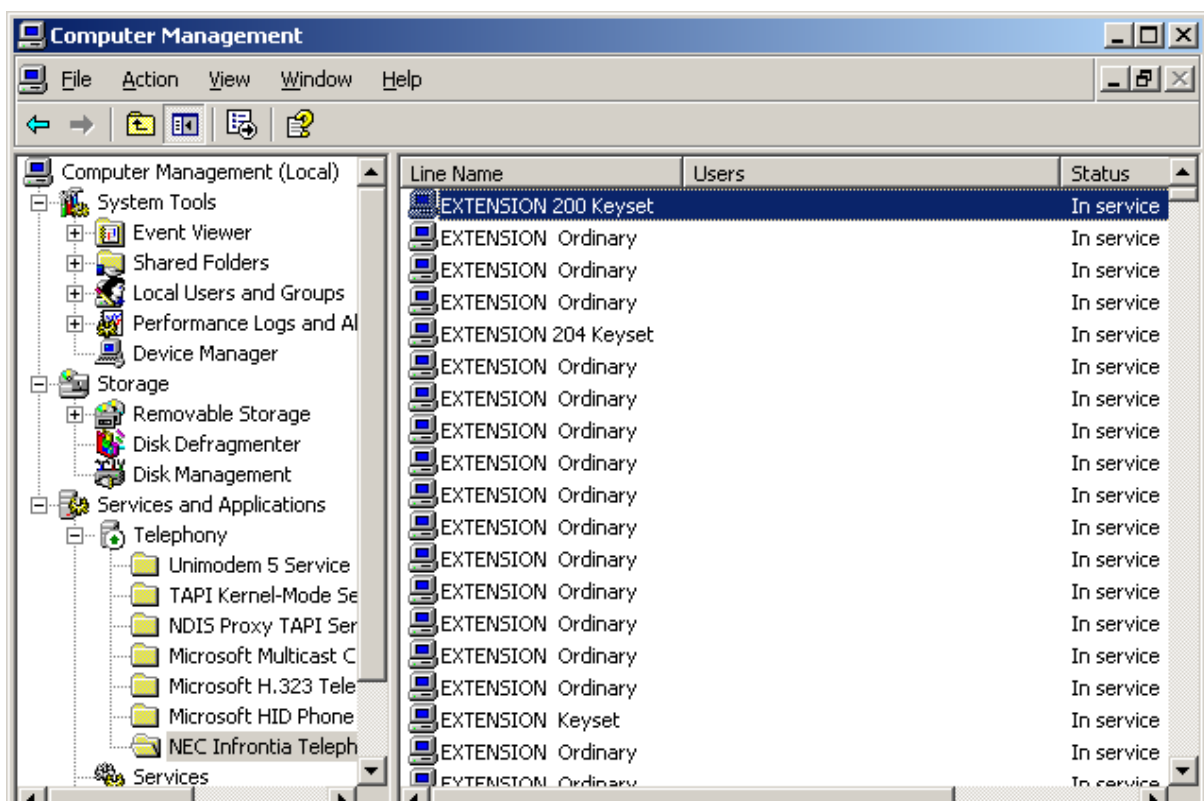 Computer Management
File Action View Window Help
Computer Management (Local)
System Tools
Event Viewer
Shared Folders
Local Users and Groups
Performance Logs and Al
Device Manager
Storage
Removable Storage
Disk Defragmenter
Disk Management
Services and Applications
Telephony
Unimodem 5 Service
TAPI Kernel-Mode Se
NDIS Proxy TAPI Ser
Microsoft Multicast C
Microsoft H.323 Tele
Microsoft HID Phone
NEC Infrontia Teleph
Services
Line Name Users Status
EXTENSION 200 Keyset In service
EXTENSION Ordinary In service
EXTENSION Ordinary In service
EXTENSION Ordinary In service
EXTENSION 204 Keyset In service
EXTENSION Ordinary In service
EXTENSION Ordinary In service
EXTENSION Ordinary In service
EXTENSION Ordinary In service
EXTENSION Ordinary In service
EXTENSION Ordinary In service
EXTENSION Ordinary In service
EXTENSION Ordinary In service
EXTENSION Ordinary In service
EXTENSION Ordinary In service
EXTENSION Ordinary In service
EXTENSION Keyset In service
EXTENSION Ordinary In service
EXTENSION Ordinary In service